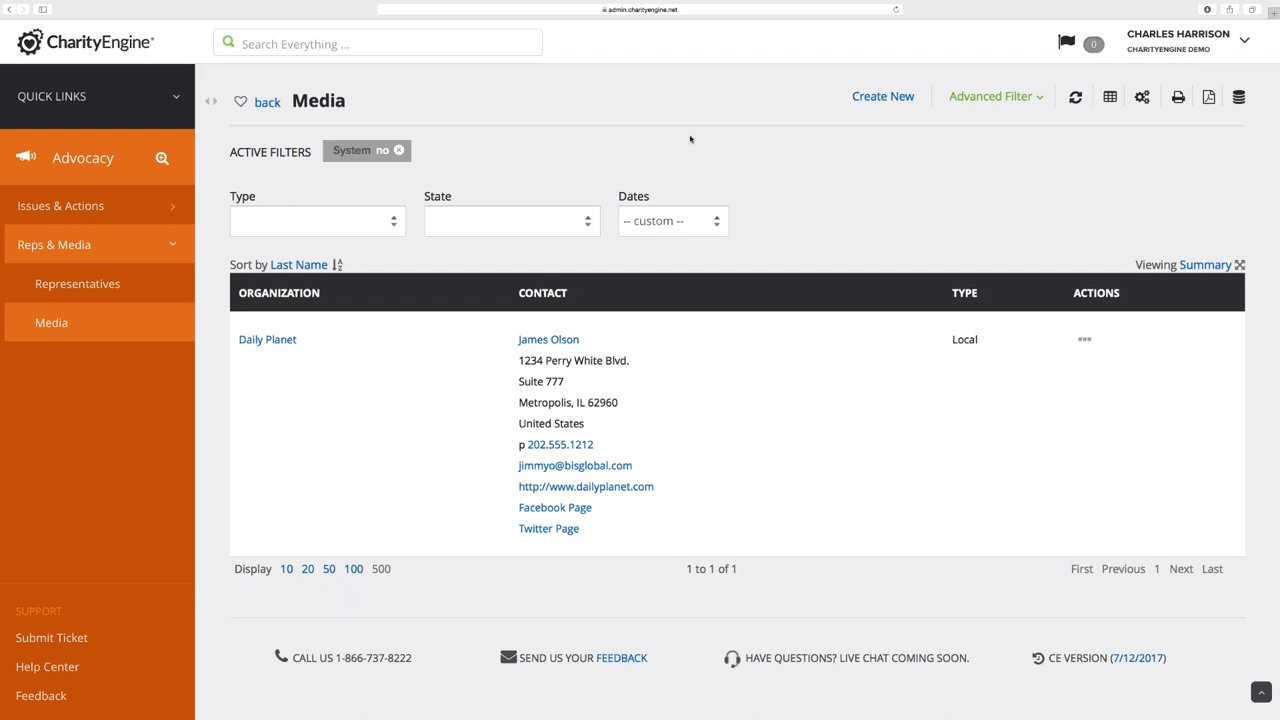 admin.charityengine.net
CharityEngine
Search Everything ...
0
CHARLES HARRISON
CHARITYENGINE DEMO
QUICK LINKS
Advocacy
Issues & Actions
Reps & Media
Representatives
Media
SUPPORT
Submit Ticket
Help Center
Feedback
back Media
Create New
Advanced Filter
ACTIVE FILTERS System no
Type State Dates
-- custom --
Sort by Last Name
Viewing Summary
ORGANIZATION CONTACT TYPE ACTIONS
Daily Planet James Olson Local
1234 Perry White Blvd.
Suite 777
Metropolis, IL 62960
United States
p 202.555.1212
jimmyo@bisglobal.com
http://www.dailyplanet.com
Facebook Page
Twitter Page
Display 10 20 50 100 500 1 to 1 of 1 First Previous 1 Next Last
CALL US 1-866-737-8222 SEND US YOUR FEEDBACK HAVE QUESTIONS? LIVE CHAT COMING SOON. CE VERSION (7/12/2017)